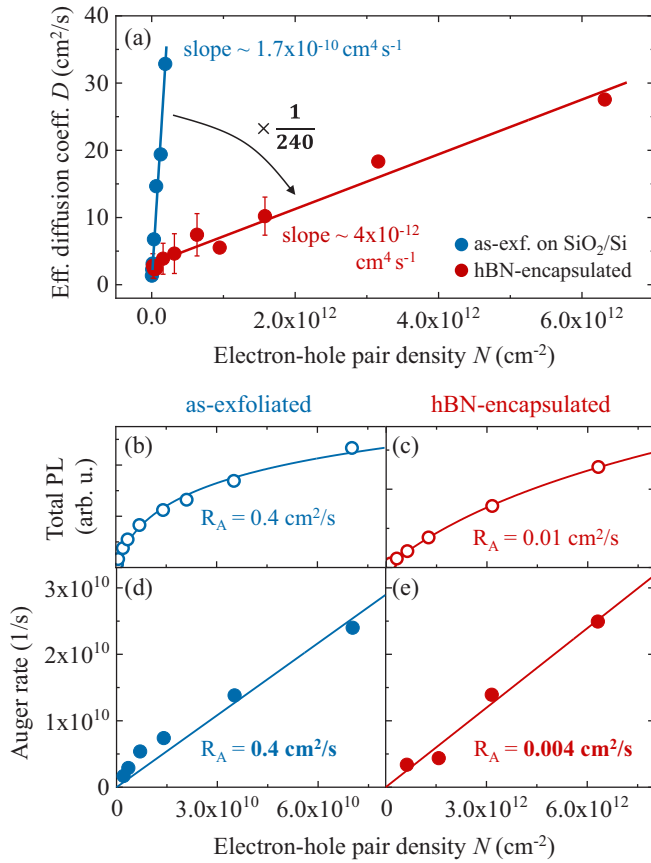 (a)
slope ~ 1.7x10⁻¹⁰ cm⁴ s⁻¹
× 1/240
slope ~ 4x10⁻¹²
cm⁴ s⁻¹
as-exf. on SiO₂/Si
hBN-encapsulated
Eff. diffusion coeff. D (cm²/s)
40
30
20
10
0
0.0 2.0x10¹² 4.0x10¹² 6.0x10¹²
Electron-hole pair density N (cm⁻²)
as-exfoliated hBN-encapsulated
(b) (c)
Total PL
(arb. u.)
R_A = 0.4 cm²/s R_A = 0.01 cm²/s
(d) (e)
Auger rate (1/s)
3x10¹⁰
2x10¹⁰
1x10¹⁰
0
R_A = 0.4 cm²/s R_A = 0.004 cm²/s
0 3.0x10¹⁰ 6.0x10¹⁰ 0 3.0x10¹² 6.0x10¹²
Electron-hole pair density N (cm⁻²)